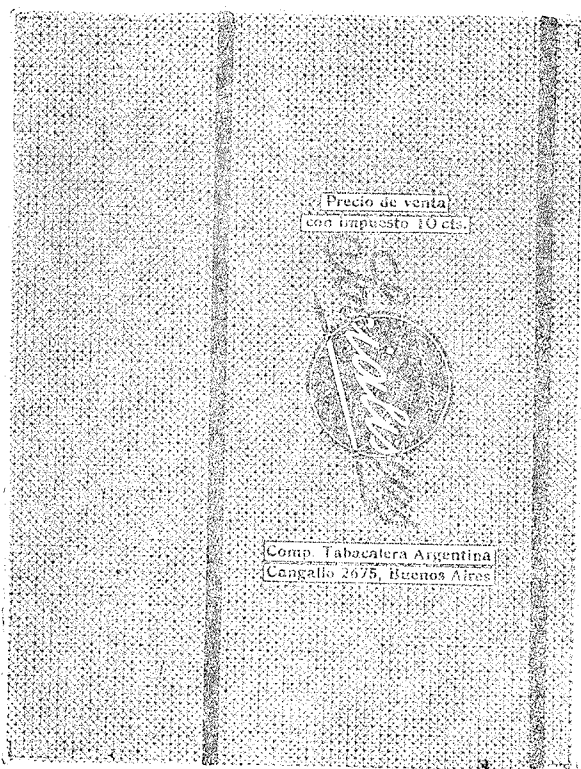 Precio de venta
con impuesto 10 cts.
Comp. Tabacalera Argentina
Cangallo 2675, Buenos Aires